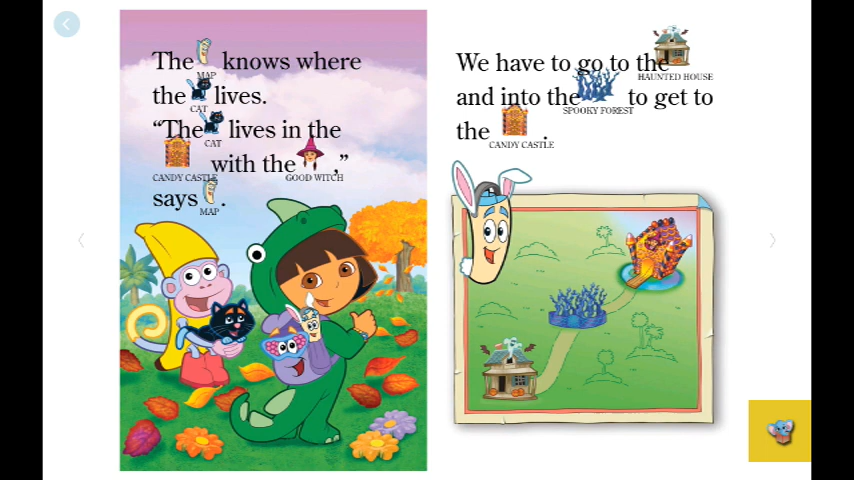 The knows where
MAP
the lives.
CAT
“The lives in the
CAT
with the ,”
CANDY CASTLE GOOD WITCH
says .
MAP
We have to go to the
HAUNTED HOUSE
and into the to get to
SPOOKY FOREST
the .
CANDY CASTLE